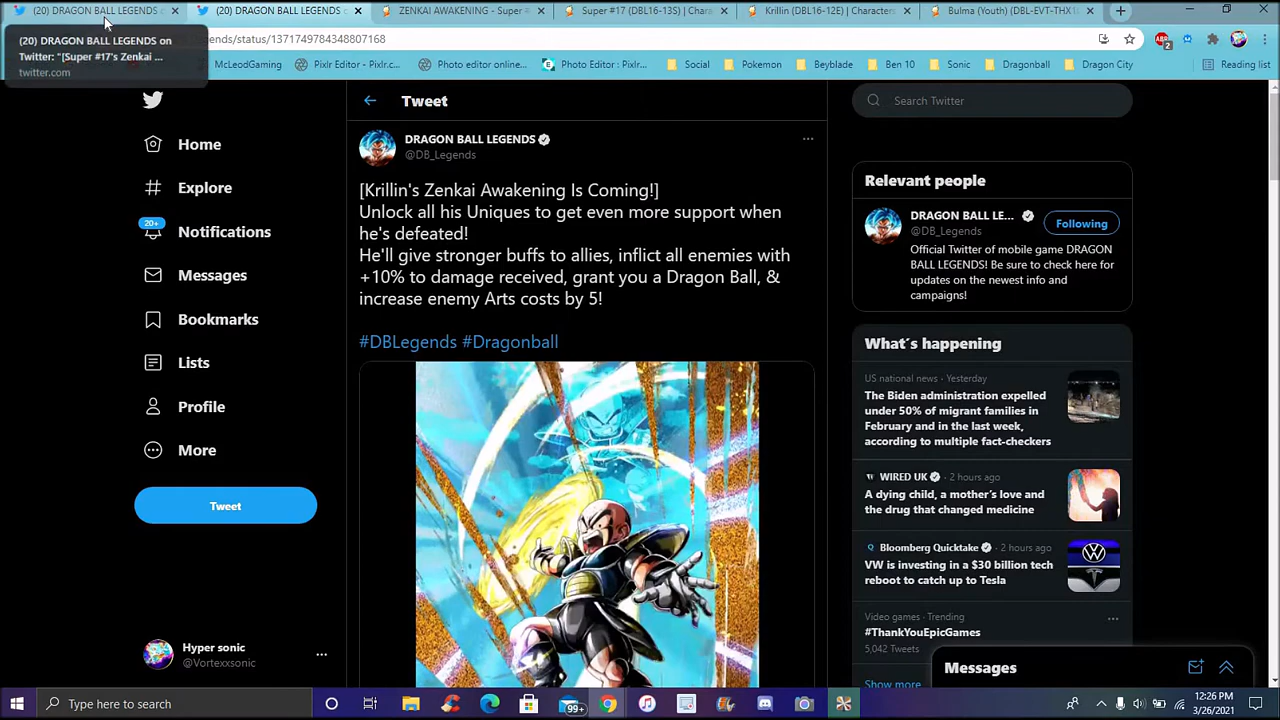 (20) DRAGON BALL LEGENDS o
(20) DRAGON BALL LEGENDS
ZENKAI AWAKENING - Super #
Super #17 (DBL16-13S) | Chara
Krillin (DBL16-12E) | Characters
Bulma (Youth) (DBL-EVT-THX
(20) DRAGON BALL LEGENDS on
Twitter: "[Super #17's Zenkai ...
twitter.com
ends/status/1371749784348807168
McLeodGaming
Pixlr Editor - Pixlr.c...
Photo editor online...
Photo Editor : Pixlr...
Social
Pokemon
Beyblade
Ben 10
Sonic
Dragonball
Dragon City
Reading list
Home
Explore
20+
Notifications
Messages
Bookmarks
Lists
Profile
More
Tweet
Hyper sonic
@Vortexxsonic
Tweet
DRAGON BALL LEGENDS
@DB_Legends
[Krillin's Zenkai Awakening Is Coming!]
Unlock all his Uniques to get even more support when
he's defeated!
He'll give stronger buffs to allies, inflict all enemies with
+10% to damage received, grant you a Dragon Ball, &
increase enemy Arts costs by 5!
#DBLegends #Dragonball
Search Twitter
Relevant people
DRAGON BALL LE...
@DB_Legends
Following
Official Twitter of mobile game DRAGON
BALL LEGENDS! Be sure to check here for
updates on the newest info and
campaigns!
What's happening
US national news · Yesterday
The Biden administration expelled
under 50% of migrant families in
February and in the last week,
according to multiple fact-checkers
WIRED UK · 2 hours ago
A dying child, a mother's love and
the drug that changed medicine
Bloomberg Quicktake · 2 hours ago
VW is investing in a $30 billion tech
reboot to catch up to Tesla
Video games · Trending
#ThankYouEpicGames
5,042 Tweets
Show more
Messages
Type here to search
99+
12:26 PM
3/26/2021